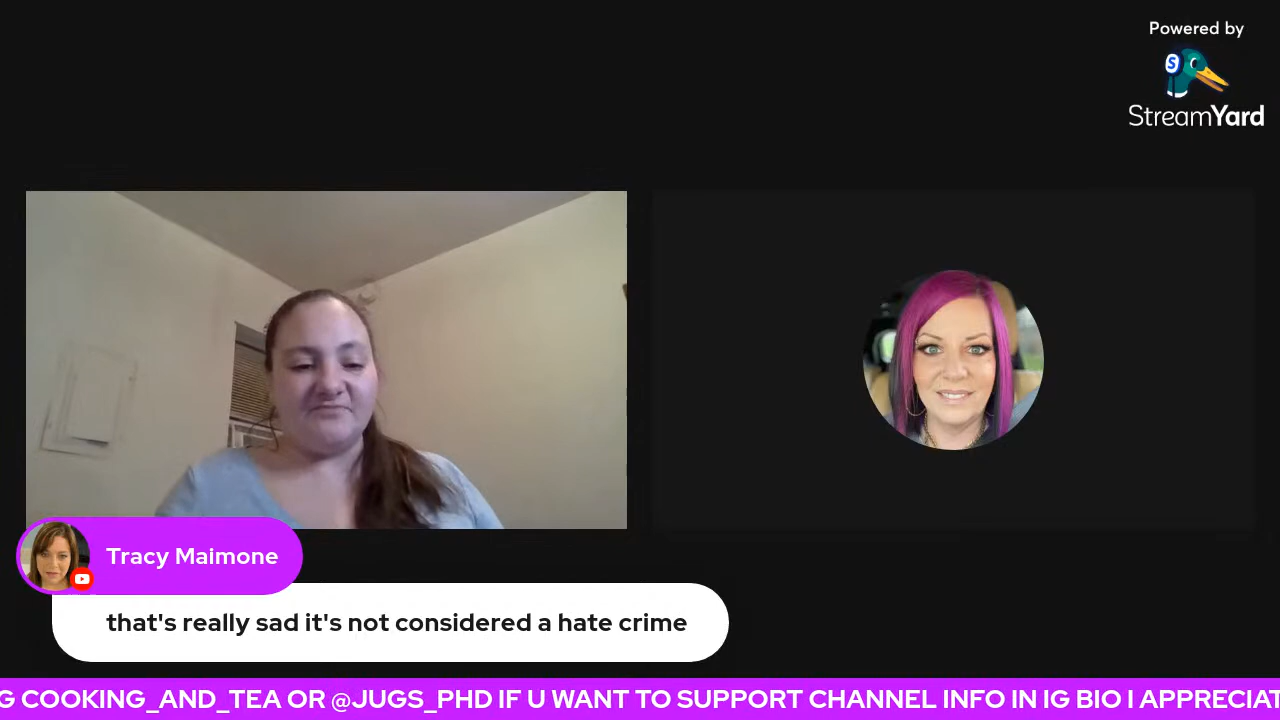 Powered by
S
StreamYard
Tracy Maimone
that's really sad it's not considered a hate crime
G COOKING_AND_TEA OR @JUGS_PHD IF U WANT TO SUPPORT CHANNEL INFO IN IG BIO I APPRECIAT